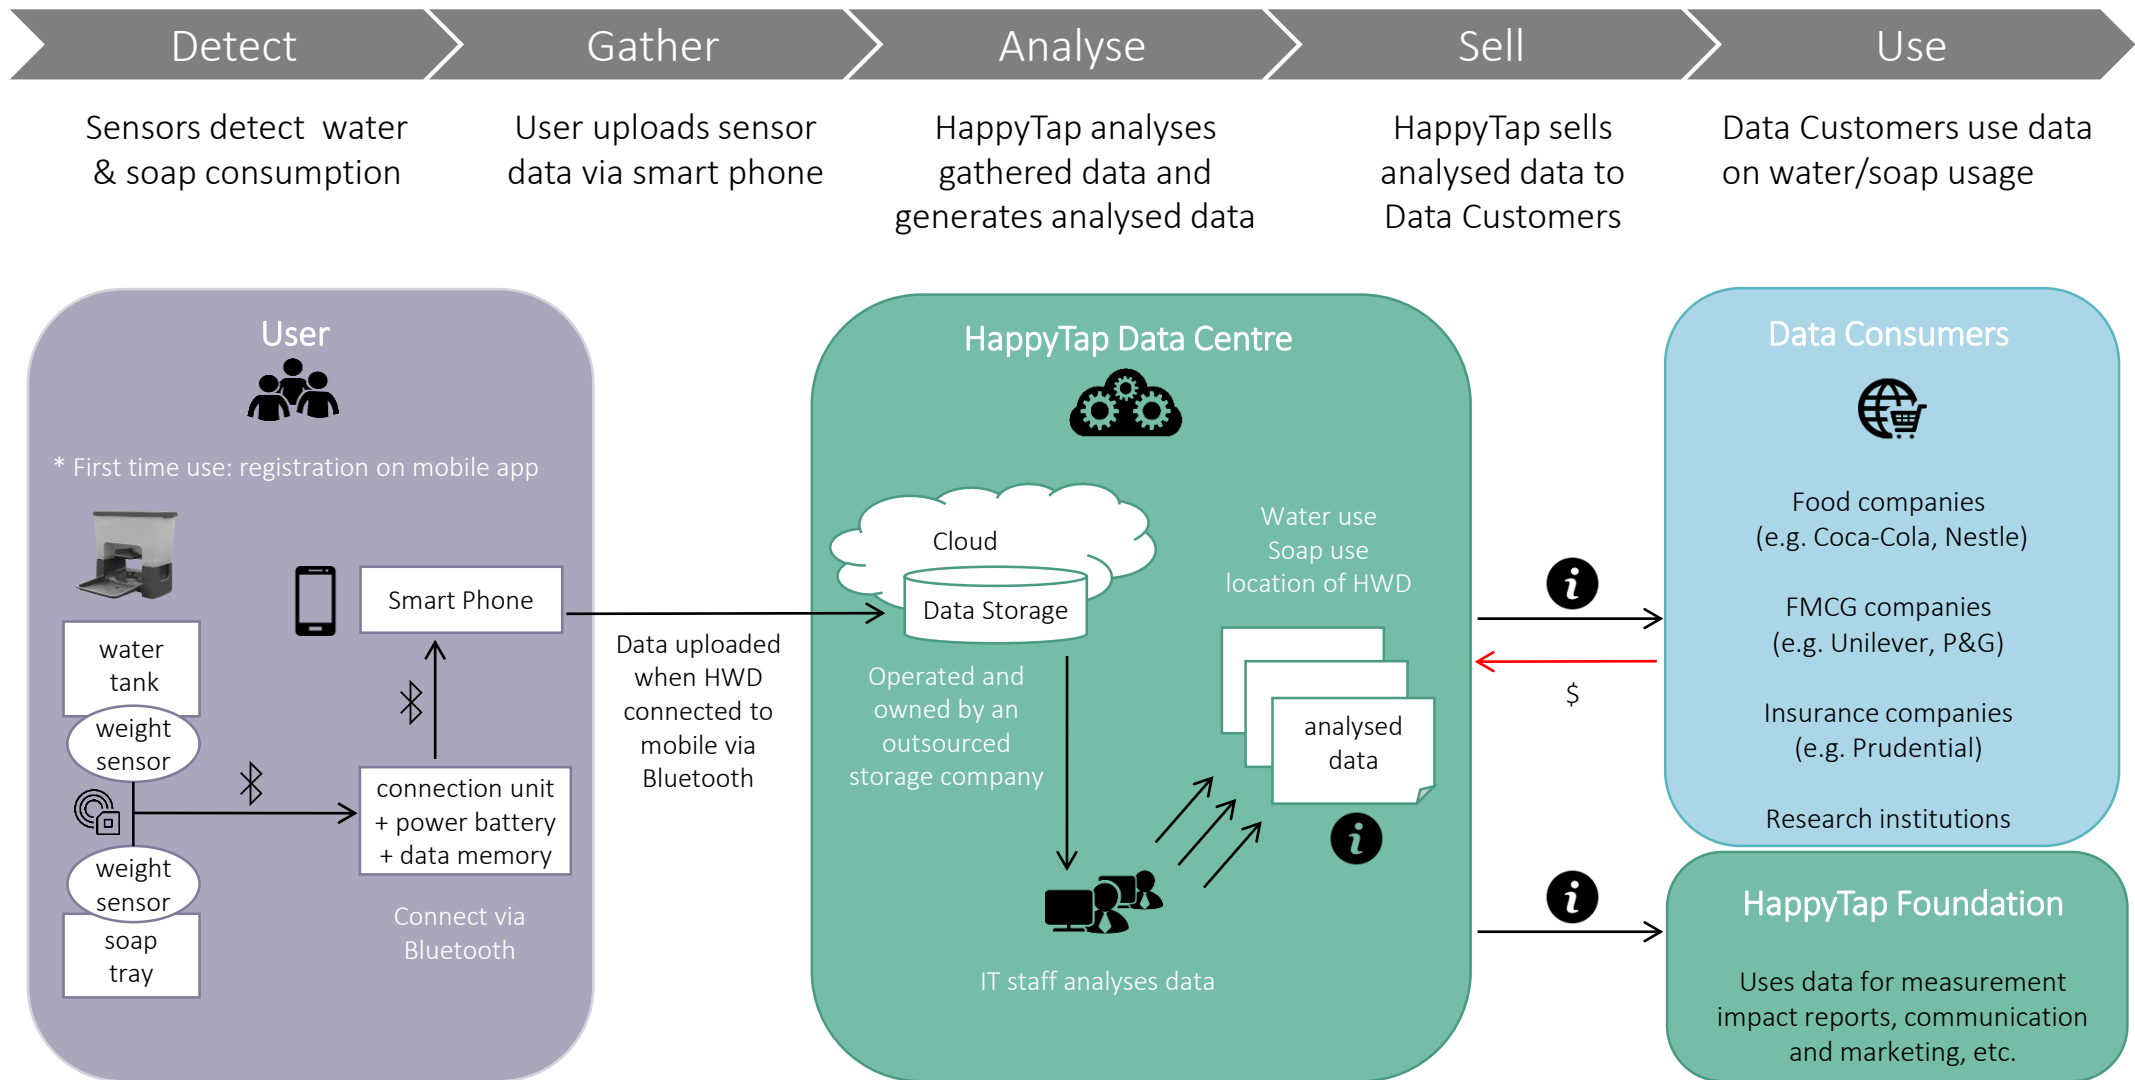 Detect
Gather
Analyse
Sell
Use
Sensors detect water
& soap consumption
User uploads sensor
data via smart phone
HappyTap analyses
gathered data and
generates analysed data
HappyTap sells
analysed data to
Data Customers
Data Customers use data
on water/soap usage
User
* First time use: registration on mobile app
Smart Phone
water
tank
weight
sensor
connection unit
+ power battery
+ data memory
weight
sensor
soap
tray
Connect via
Bluetooth
Data uploaded
when HWD
connected to
mobile via
Bluetooth
HappyTap Data Centre
Cloud
Data Storage
Operated and
owned by an
outsourced
storage company
Water use
Soap use
location of HWD
analysed
data
i
IT staff analyses data
i
$
i
Data Consumers
Food companies
(e.g. Coca-Cola, Nestle)
FMCG companies
(e.g. Unilever, P&G)
Insurance companies
(e.g. Prudential)
Research institutions
HappyTap Foundation
Uses data for measurement
impact reports, communication
and marketing, etc.